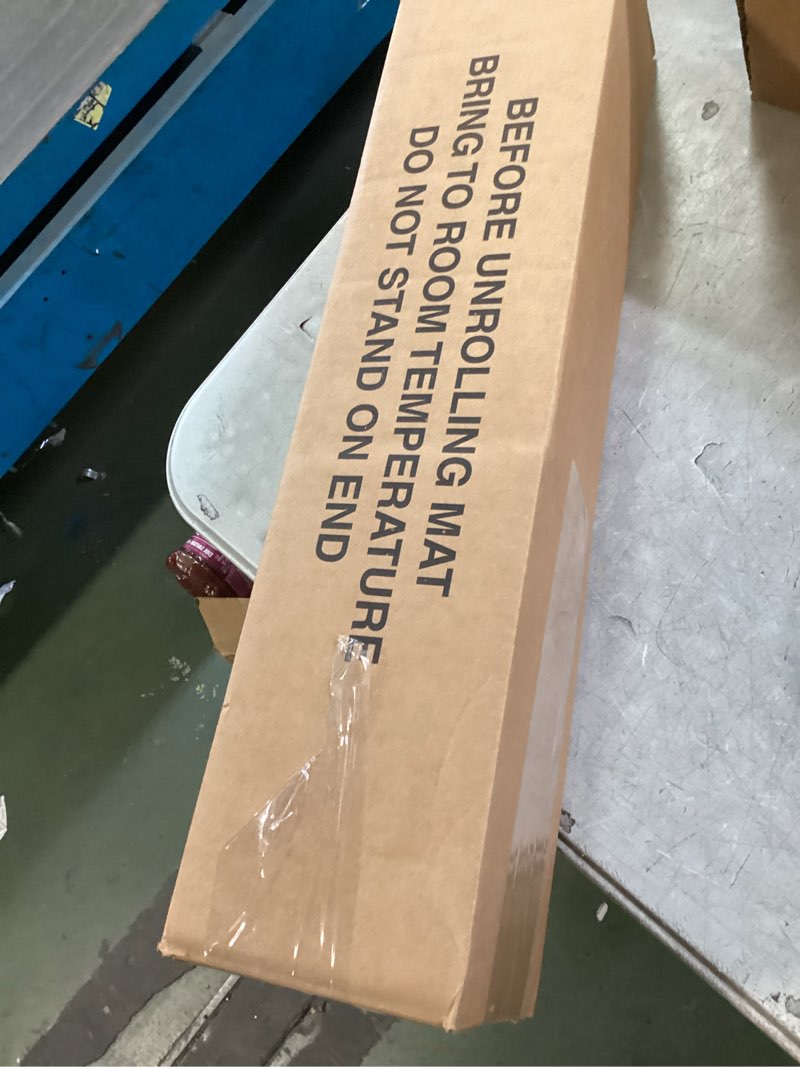 BEFORE UNROLLING MAT
BRING TO ROOM TEMPERATURE
DO NOT STAND ON END